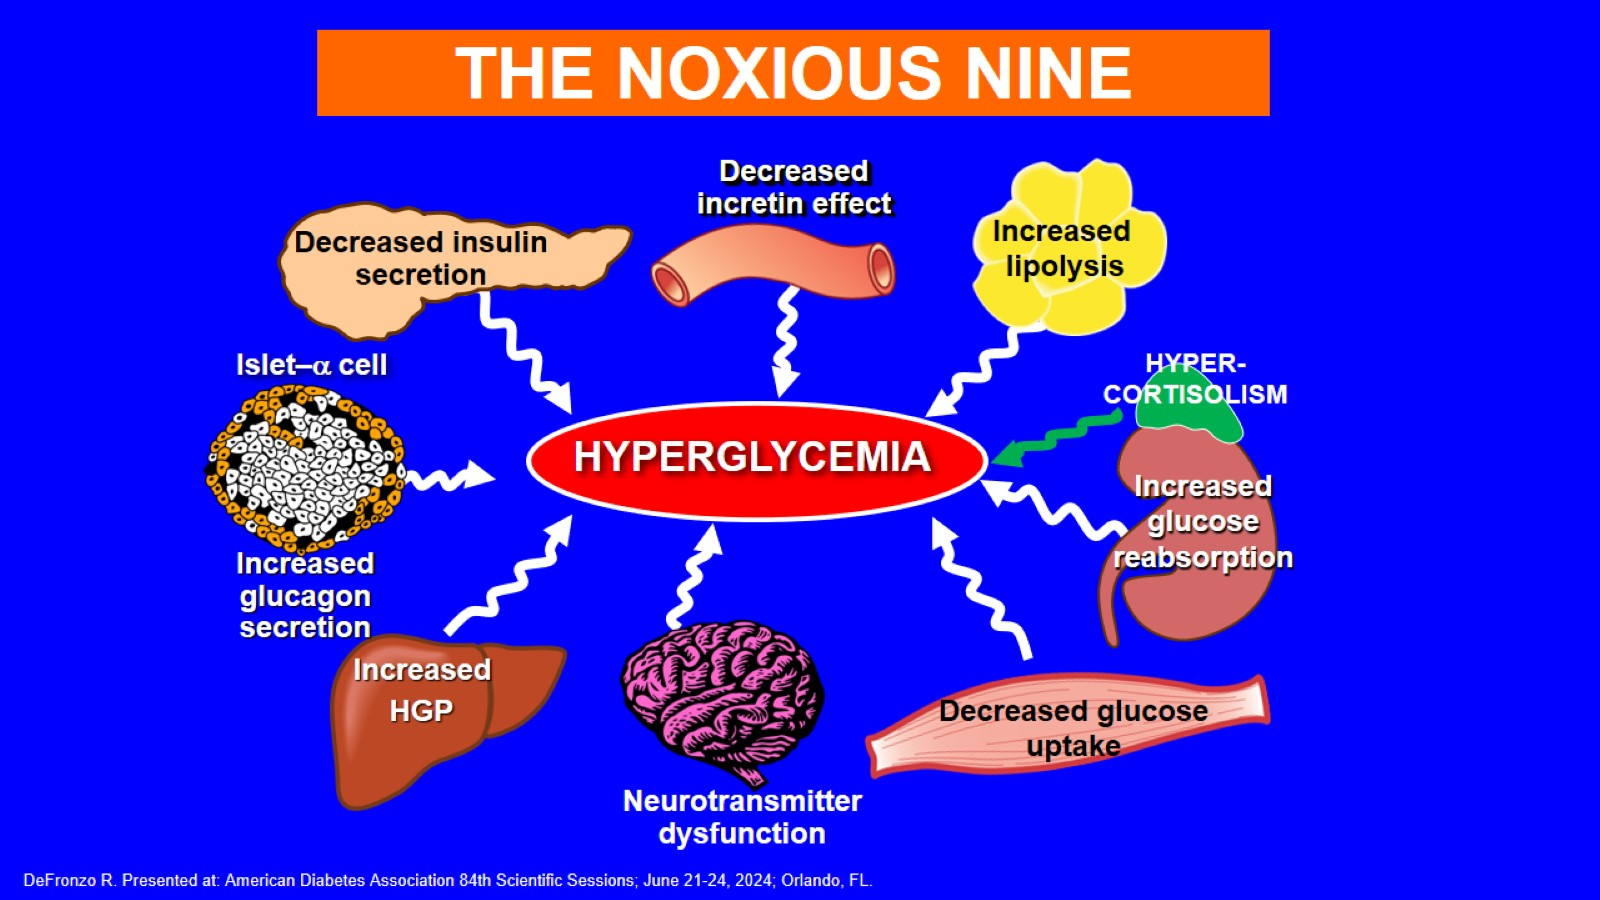 THE NOXIOUS NINE
Decreased
incretin effect
Decreased insulin
secretion
Increased
lipolysis
Islet–α cell
HYPER-
CORTISOLISM
HYPERGLYCEMIA
Increased
glucose
reabsorption
Increased
glucagon
secretion
Increased
HGP
Decreased glucose
uptake
Neurotransmitter
dysfunction
DeFronzo R. Presented at: American Diabetes Association 84th Scientific Sessions; June 21-24, 2024; Orlando, FL.